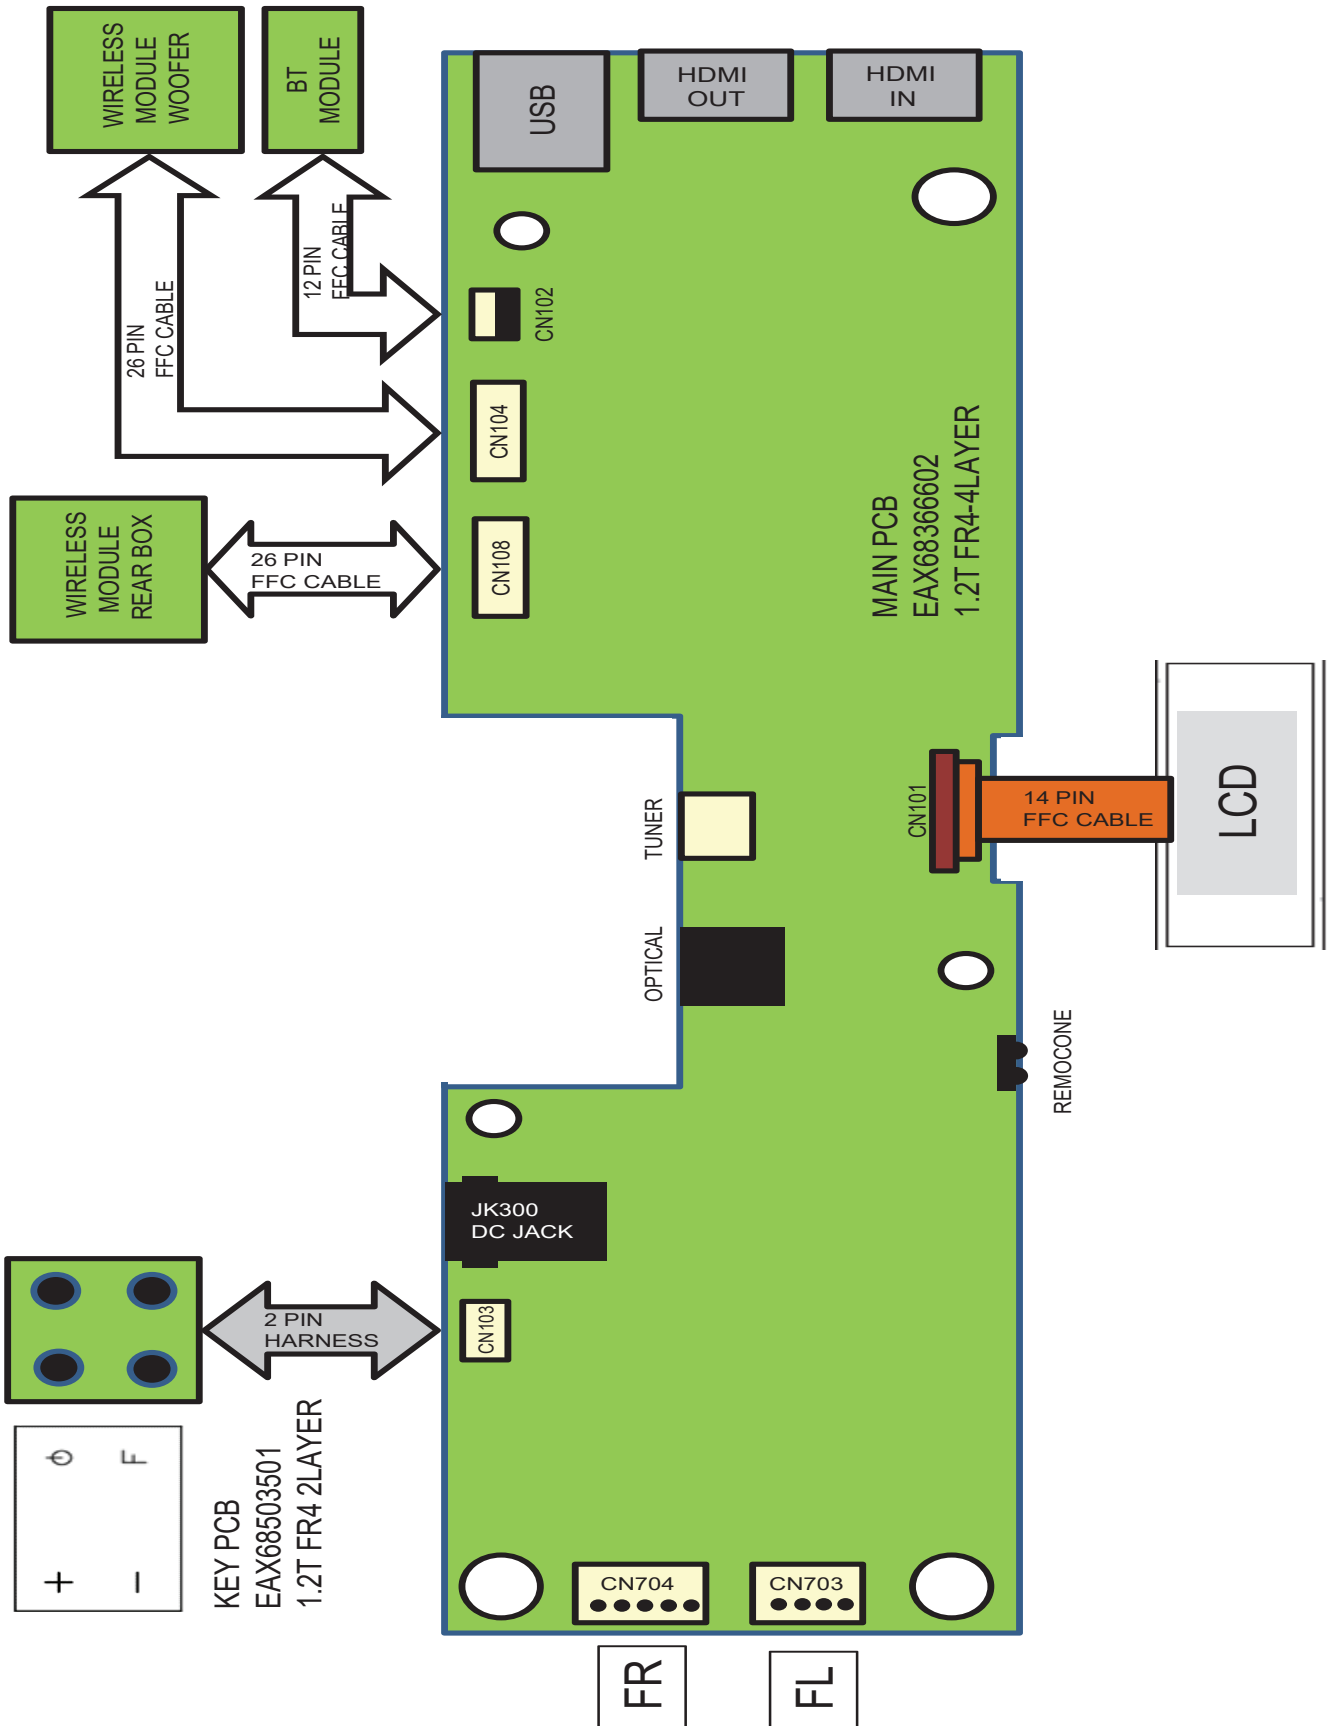 WIRELESS
MODULE
WOOFER
BT
MODULE
USB
HDMI
OUT
HDMI
IN
26 PIN
FFC CABLE
12 PIN
FFC CABLE
CN102
CN104
CN108
WIRELESS
MODULE
REAR BOX
26 PIN
FFC CABLE
MAIN PCB
EAX68366602
1.2T FR4-4LAYER
TUNER
OPTICAL
CN101
14 PIN
FFC CABLE
LCD
REMOCONE
JK300
DC JACK
CN103
2 PIN
HARNESS
+
−
F
KEY PCB
EAX68503501
1.2T FR4 2LAYER
CN704
CN703
FR
FL